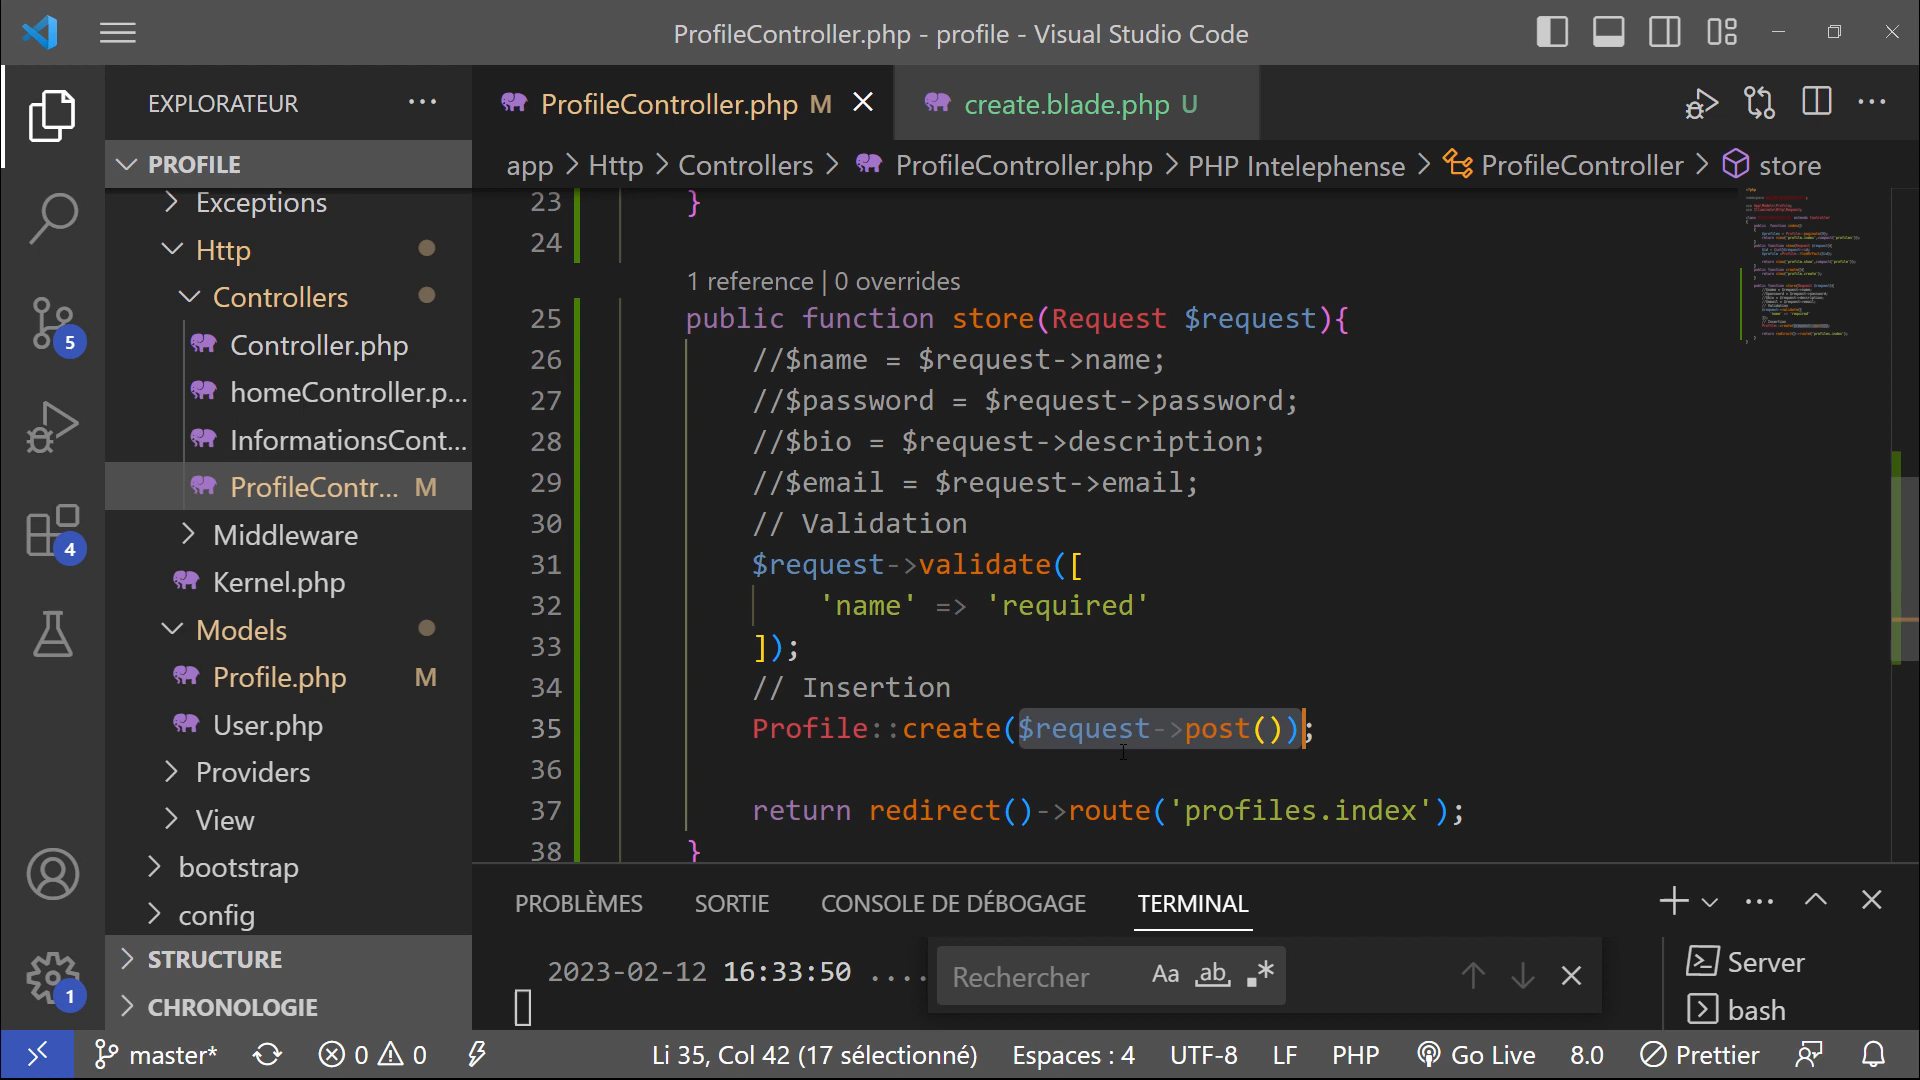 ProfileController.php - profile - Visual Studio Code
EXPLORATEUR
PROFILE
Exceptions
Http
Controllers
Controller.php
homeController.p...
InformationsCont...
ProfileContr... M
Middleware
Kernel.php
Models
Profile.php M
User.php
Providers
View
bootstrap
config
STRUCTURE
CHRONOLOGIE
5
4
1
ProfileController.php M
create.blade.php U
app > Http > Controllers > ProfileController.php > PHP Intelephense > ProfileController > store
23 }
24
1 reference | 0 overrides
25 public function store(Request $request){
26 //$name = $request->name;
27 //$password = $request->password;
28 //$bio = $request->description;
29 //$email = $request->email;
30 // Validation
31 $request->validate([
32 'name' => 'required'
33 ]);
34 // Insertion
35 Profile::create($request->post());
36
37 return redirect()->route('profiles.index');
38 }
PROBLÈMES SORTIE CONSOLE DE DÉBOGAGE TERMINAL
2023-02-12 16:33:50 ....
Rechercher Aa ab .*
Server
bash
master* 0 0 Li 35, Col 42 (17 sélectionné) Espaces : 4 UTF-8 LF PHP Go Live 8.0 Prettier